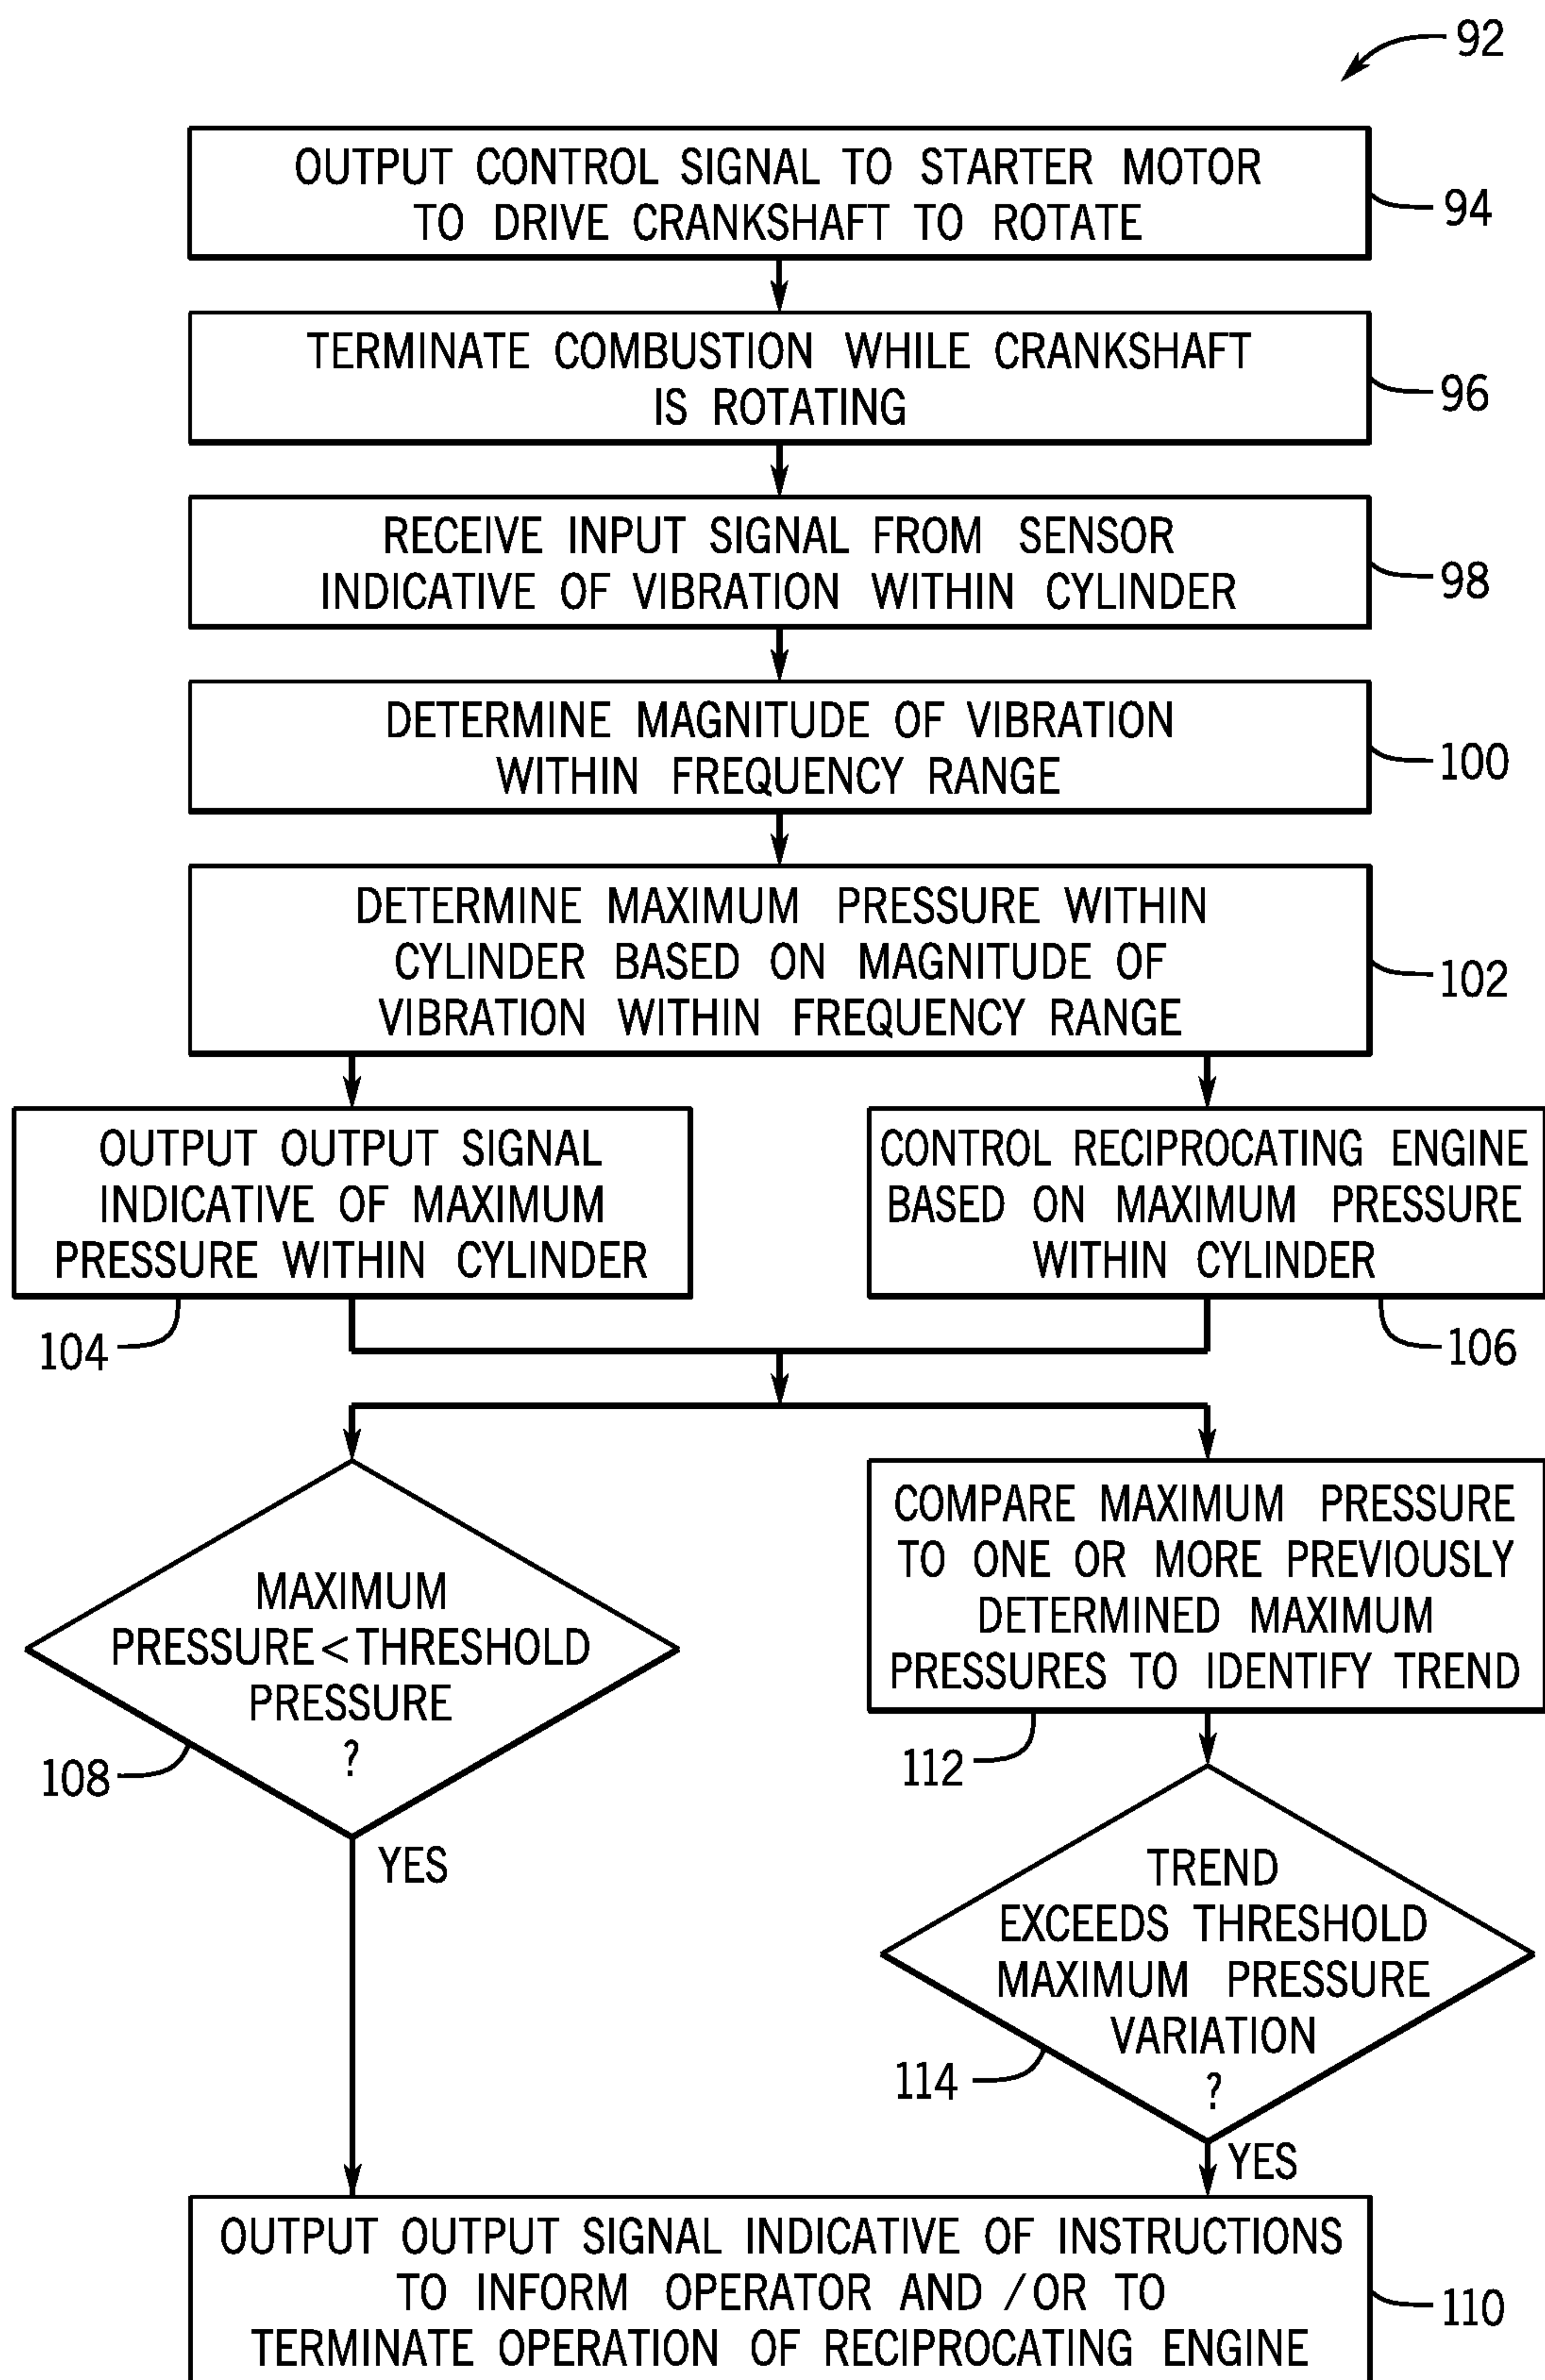 92
OUTPUT CONTROL SIGNAL TO STARTER MOTOR
TO DRIVE CRANKSHAFT TO ROTATE
94
TERMINATE COMBUSTION WHILE CRANKSHAFT
IS ROTATING
96
RECEIVE INPUT SIGNAL FROM SENSOR
INDICATIVE OF VIBRATION WITHIN CYLINDER
98
DETERMINE MAGNITUDE OF VIBRATION
WITHIN FREQUENCY RANGE
100
DETERMINE MAXIMUM PRESSURE WITHIN
CYLINDER BASED ON MAGNITUDE OF
VIBRATION WITHIN FREQUENCY RANGE
102
OUTPUT OUTPUT SIGNAL
INDICATIVE OF MAXIMUM
PRESSURE WITHIN CYLINDER
104
CONTROL RECIPROCATING ENGINE
BASED ON MAXIMUM PRESSURE
WITHIN CYLINDER
106
MAXIMUM
PRESSURE<THRESHOLD
PRESSURE
?
108
YES
COMPARE MAXIMUM PRESSURE
TO ONE OR MORE PREVIOUSLY
DETERMINED MAXIMUM
PRESSURES TO IDENTIFY TREND
112
TREND
EXCEEDS THRESHOLD
MAXIMUM PRESSURE
VARIATION
?
114
YES
OUTPUT OUTPUT SIGNAL INDICATIVE OF INSTRUCTIONS
TO INFORM OPERATOR AND /OR TO
TERMINATE OPERATION OF RECIPROCATING ENGINE
110